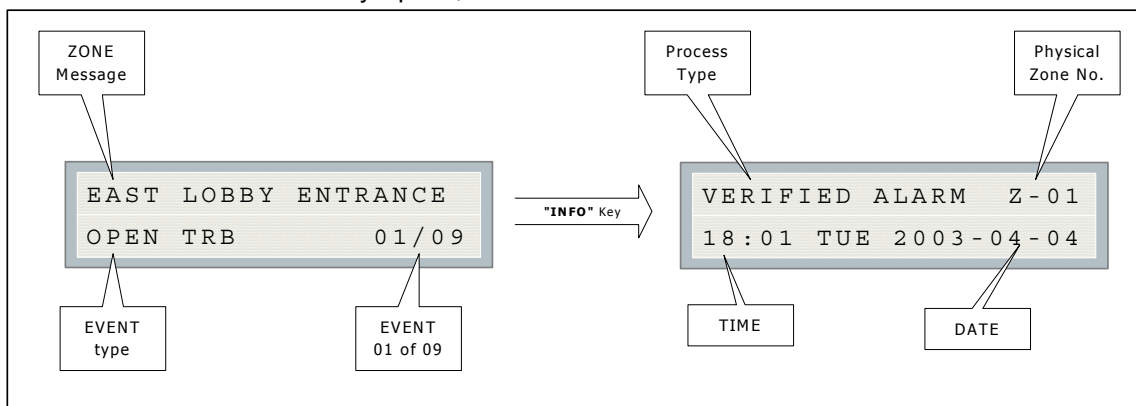 ZONE
Message
Process
Type
Physical
Zone No.
EAST LOBBY ENTRANCE
OPEN TRB 01/09
"INFO" Key
VERIFIED ALARM Z-01
18:01 TUE 2003-04-04
EVENT
type
EVENT
01 of 09
TIME
DATE